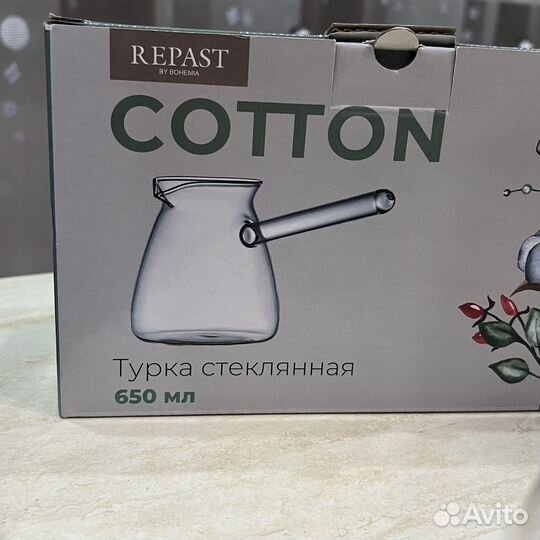 REPAST
BY BOHEMIA
COTTON
Турка стеклянная
650 мл
Avito